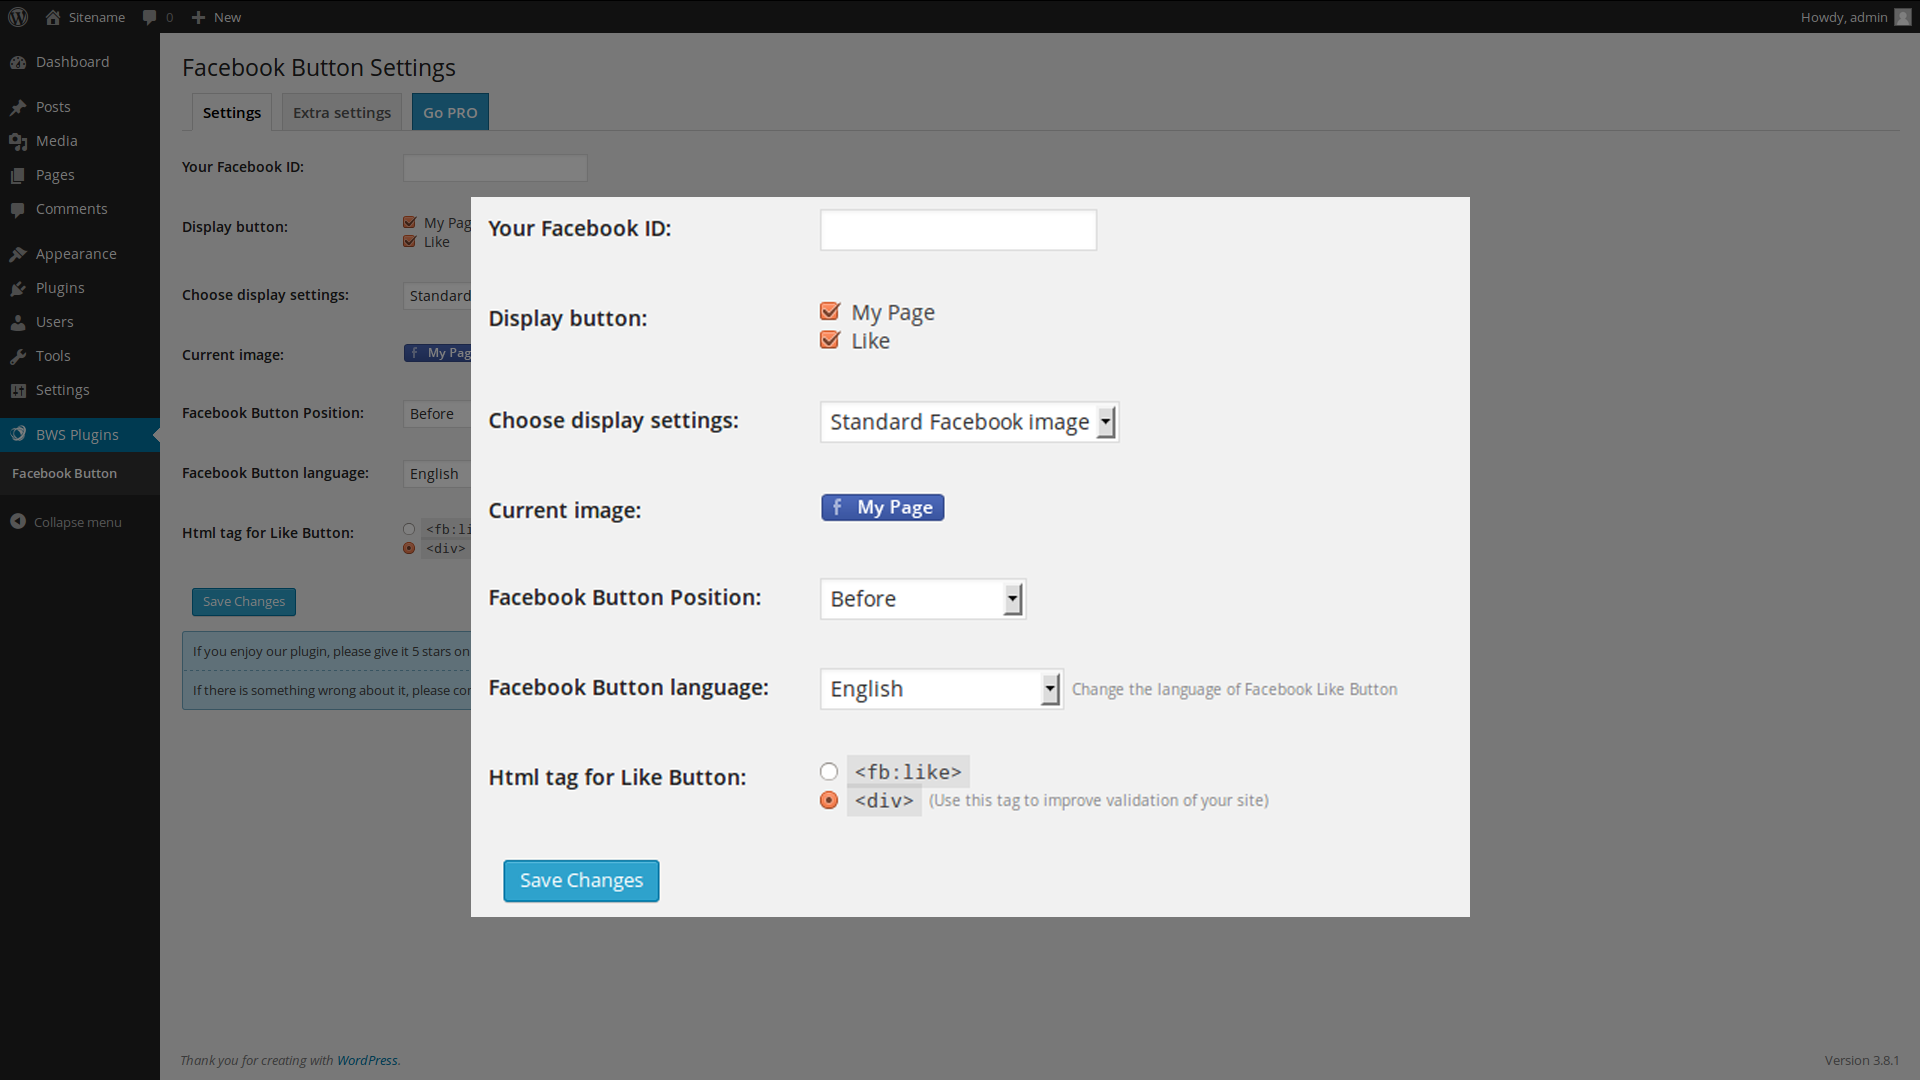 Sitename 0 New Howdy, admin
Dashboard
Posts
Media
Pages
Comments
Appearance
Plugins
Users
Tools
Settings
BWS Plugins
Facebook Button
Collapse menu
Facebook Button Settings
Settings Extra settings Go PRO
Your Facebook ID:
Display button: My Pag
Like
Choose display settings: Standard
Current image: My Pag
Facebook Button Position: Before
Facebook Button language: English
Html tag for Like Button: <fb:li
<div>
Save Changes
If you enjoy our plugin, please give it 5 stars on
If there is something wrong about it, please con
Your Facebook ID:
Display button: My Page
Like
Choose display settings: Standard Facebook image
Current image: My Page
Facebook Button Position: Before
Facebook Button language: English Change the language of Facebook Like Button
Html tag for Like Button: <fb:like>
<div> (Use this tag to improve validation of your site)
Save Changes
Thank you for creating with WordPress. Version 3.8.1